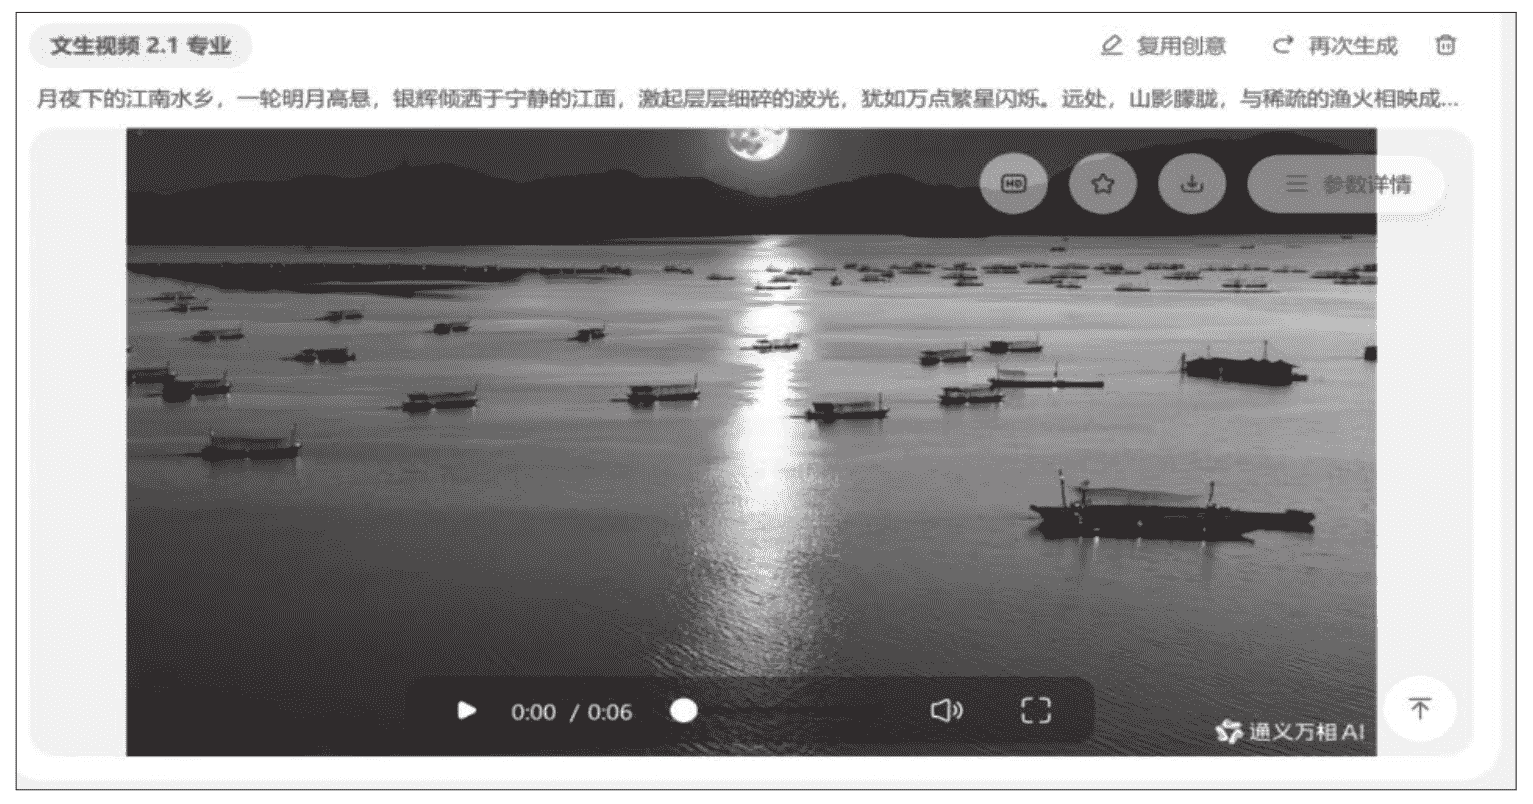 文生视频 2.1 专业
复用创意
再次生成
月夜下的江南水乡，一轮明月高悬，银辉倾洒于宁静的江面，激起层层细碎的波光，犹如万点繁星闪烁。远处，山影朦胧，与稀疏的渔火相映成...
HD
参数详情
0:00 / 0:06
通义万相AI